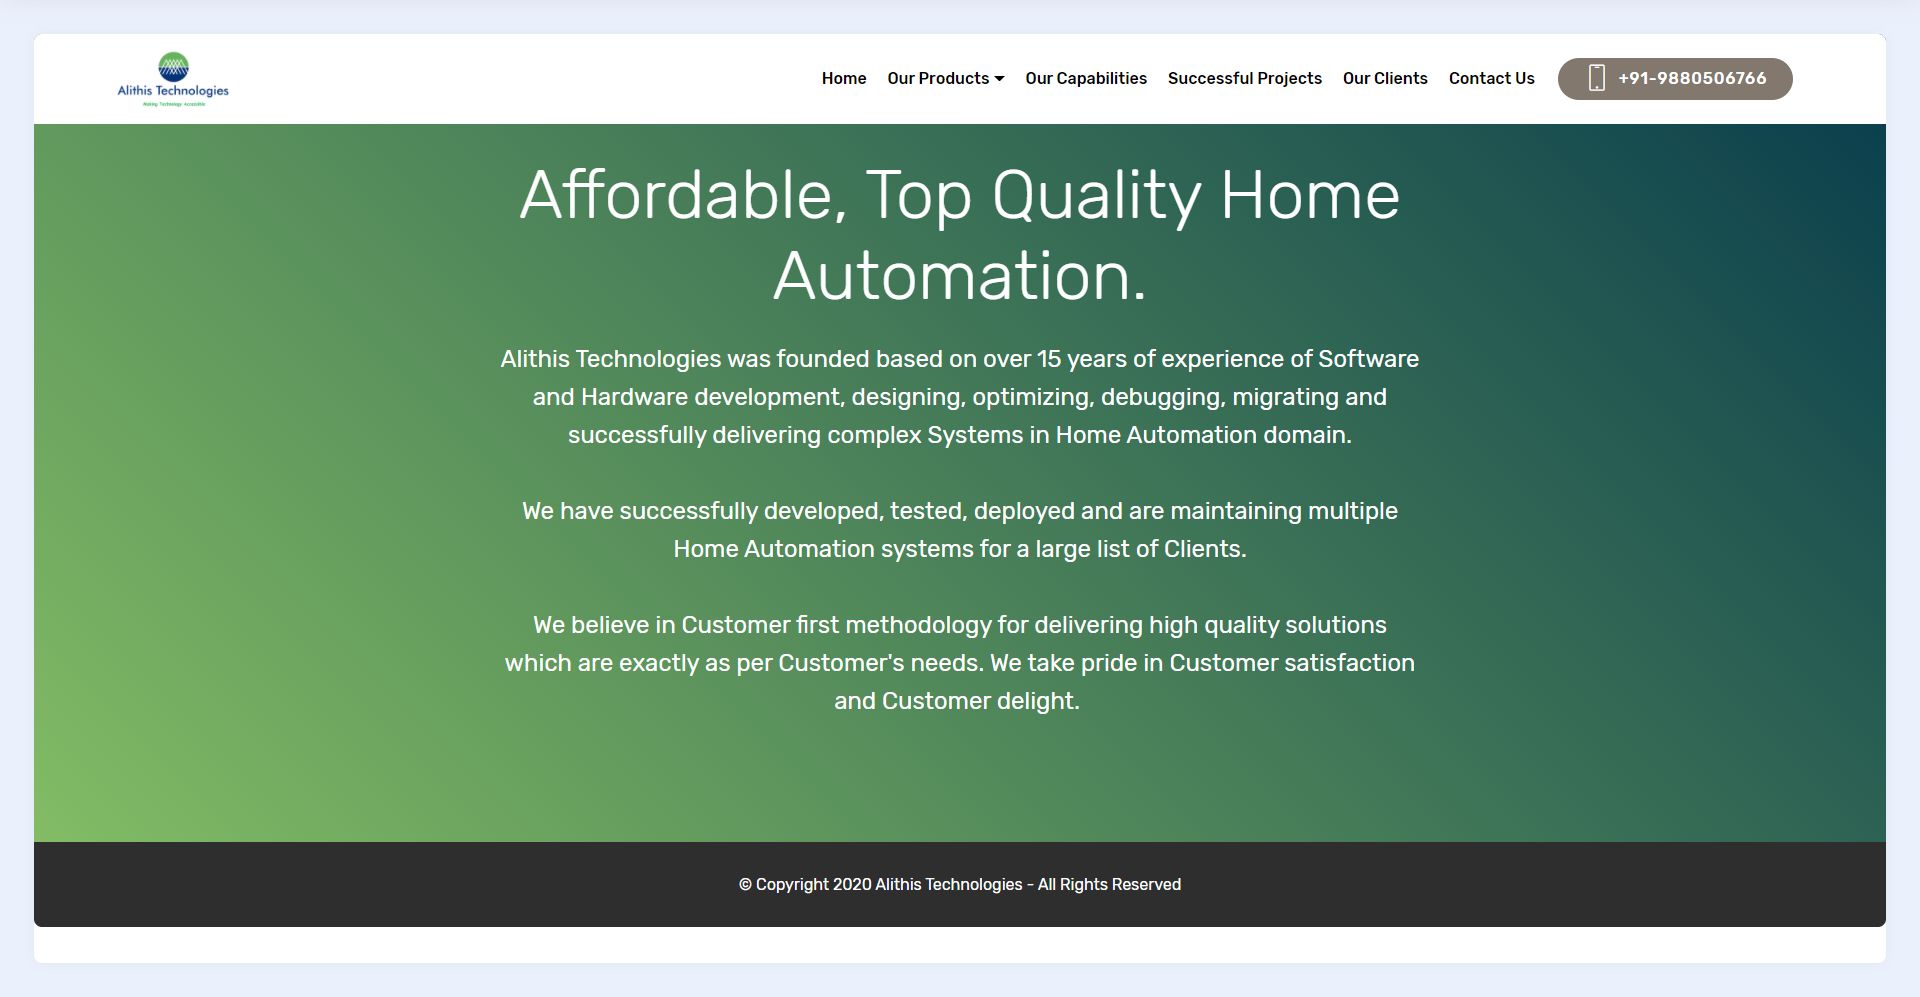 Alithis Technologies
Making Technology Accessible
Home
Our Products
Our Capabilities
Successful Projects
Our Clients
Contact Us
+91-9880506766
Affordable, Top Quality Home
Automation.
Alithis Technologies was founded based on over 15 years of experience of Software
and Hardware development, designing, optimizing, debugging, migrating and
successfully delivering complex Systems in Home Automation domain.
We have successfully developed, tested, deployed and are maintaining multiple
Home Automation systems for a large list of Clients.
We believe in Customer first methodology for delivering high quality solutions
which are exactly as per Customer's needs. We take pride in Customer satisfaction
and Customer delight.
© Copyright 2020 Alithis Technologies - All Rights Reserved